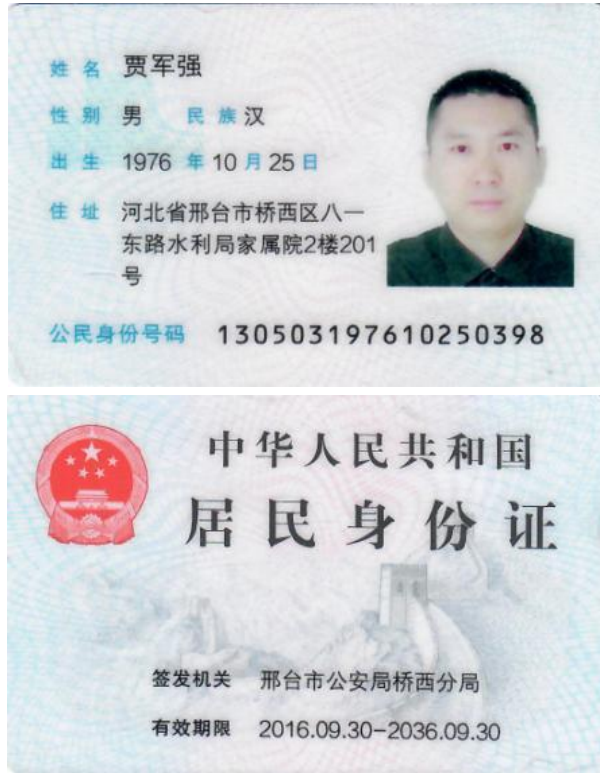 姓名 贾军强
性别 男 民族 汉
出生 1976 年 10 月 25 日
住址 河北省邢台市桥西区八一
东路水利局家属院2楼201
号
公民身份号码 130503197610250398
中华人民共和国
居民身份证
签发机关 邢台市公安局桥西分局
有效期限 2016.09.30-2036.09.30